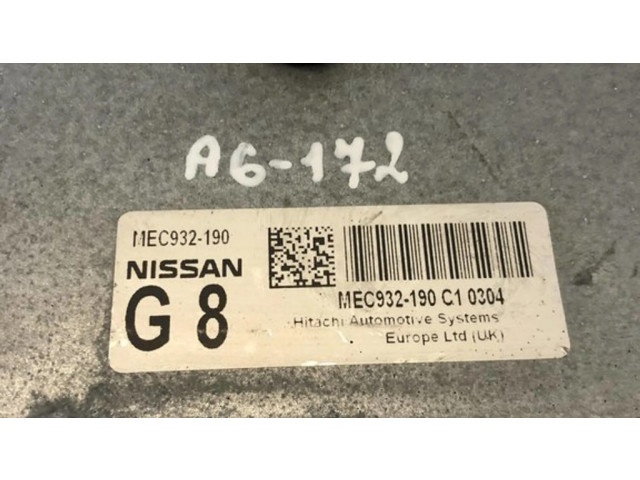 A6-172
MEC932-190
NISSAN
G 8
MEC932-190 C1 0304
Hitachi Automotive Systems
Europe Ltd (UK)